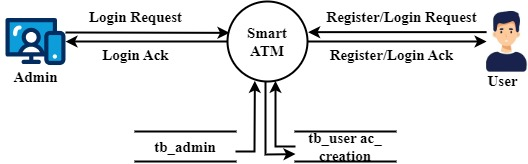 Login Request
Login Ack
Admin
Smart
ATM
Register/Login Request
Register/Login Ack
User
tb_admin
tb_user ac_
creation